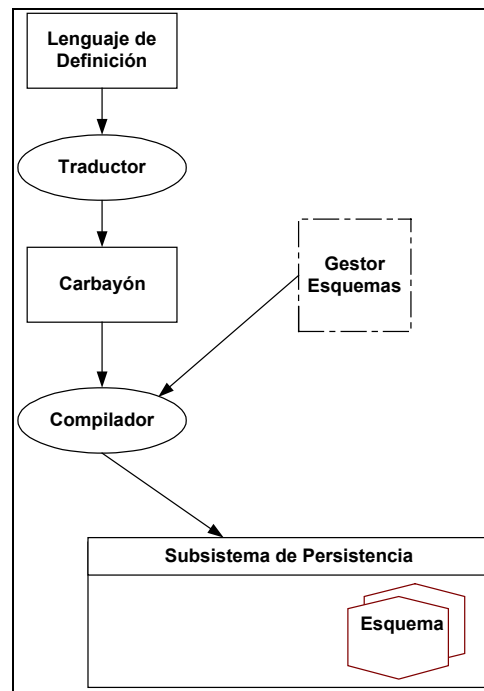 Lenguaje de
Definición
Traductor
Carbayón
Gestor
Esquemas
Compilador
Subsistema de Persistencia
Esquema